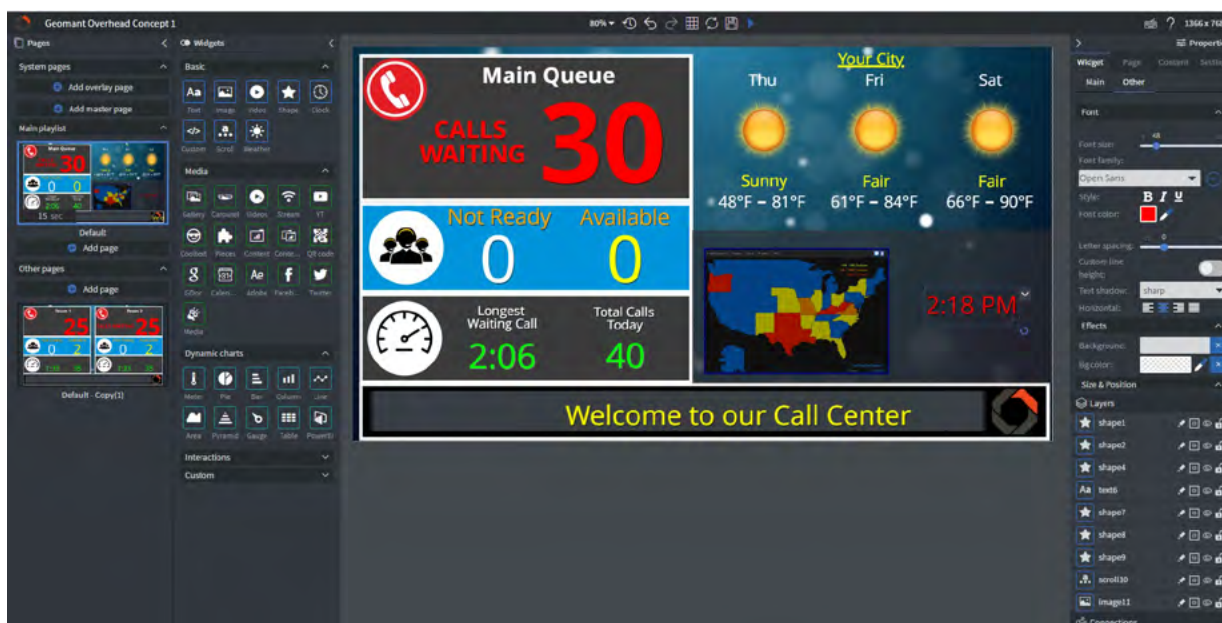 Geomant Overhead Concept 1
80%
1366 x 76
Pages
Widgets
Properti
System pages
Add overlay page
Add master page
Main playlist
Main Queue
30
0 0
2:06 40
15 sec
Default
Add page
Other pages
Add page
25 25
0 2 0 2
Default - Copy(1)
Basic
Text Image Video Shape Clock
Custom Scroll Weather
Media
Gallery Carousel Videos Stream YT
Pieces Content QR code
Adobe Twitter
Media
Dynamic charts
Meter Pie Bar Column Line
Area Pyramid Gauge Table PowerBI
Interactions
Custom
Main Queue
CALLS
WAITING
30
Not Ready
0
Available
0
Longest
Waiting Call
2:06
Total Calls
Today
40
Your City
Thu Fri Sat
Sunny Fair Fair
48°F – 81°F 61°F – 84°F 66°F – 90°F
2:18 PM
Welcome to our Call Center
Widget Page Content
Main Other
Font
Font size: 48
Font family:
Open Sans
Style: B I U
Font color:
Letter spacing: 0
Custom line
height:
Text shadow: sharp
Horizontal:
Effects
Background:
Bg color:
Size & Position
Layers
shape1
shape2
shape4
Aa text6
shape7
shape8
shape9
scroll10
image11
Connections